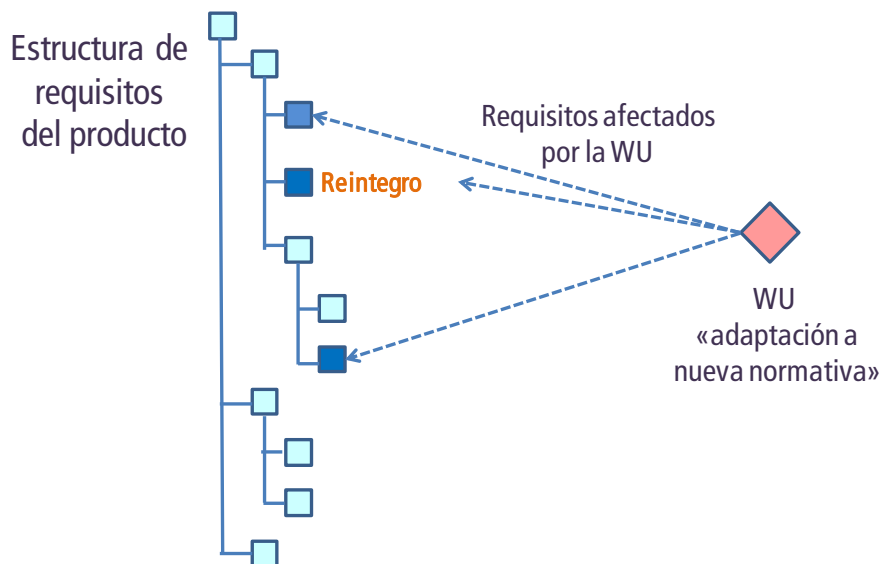 Estructura de
requisitos
del producto
Requisitos afectados
por la WU
Reintegro
WU
«adaptación a
nueva normativa»